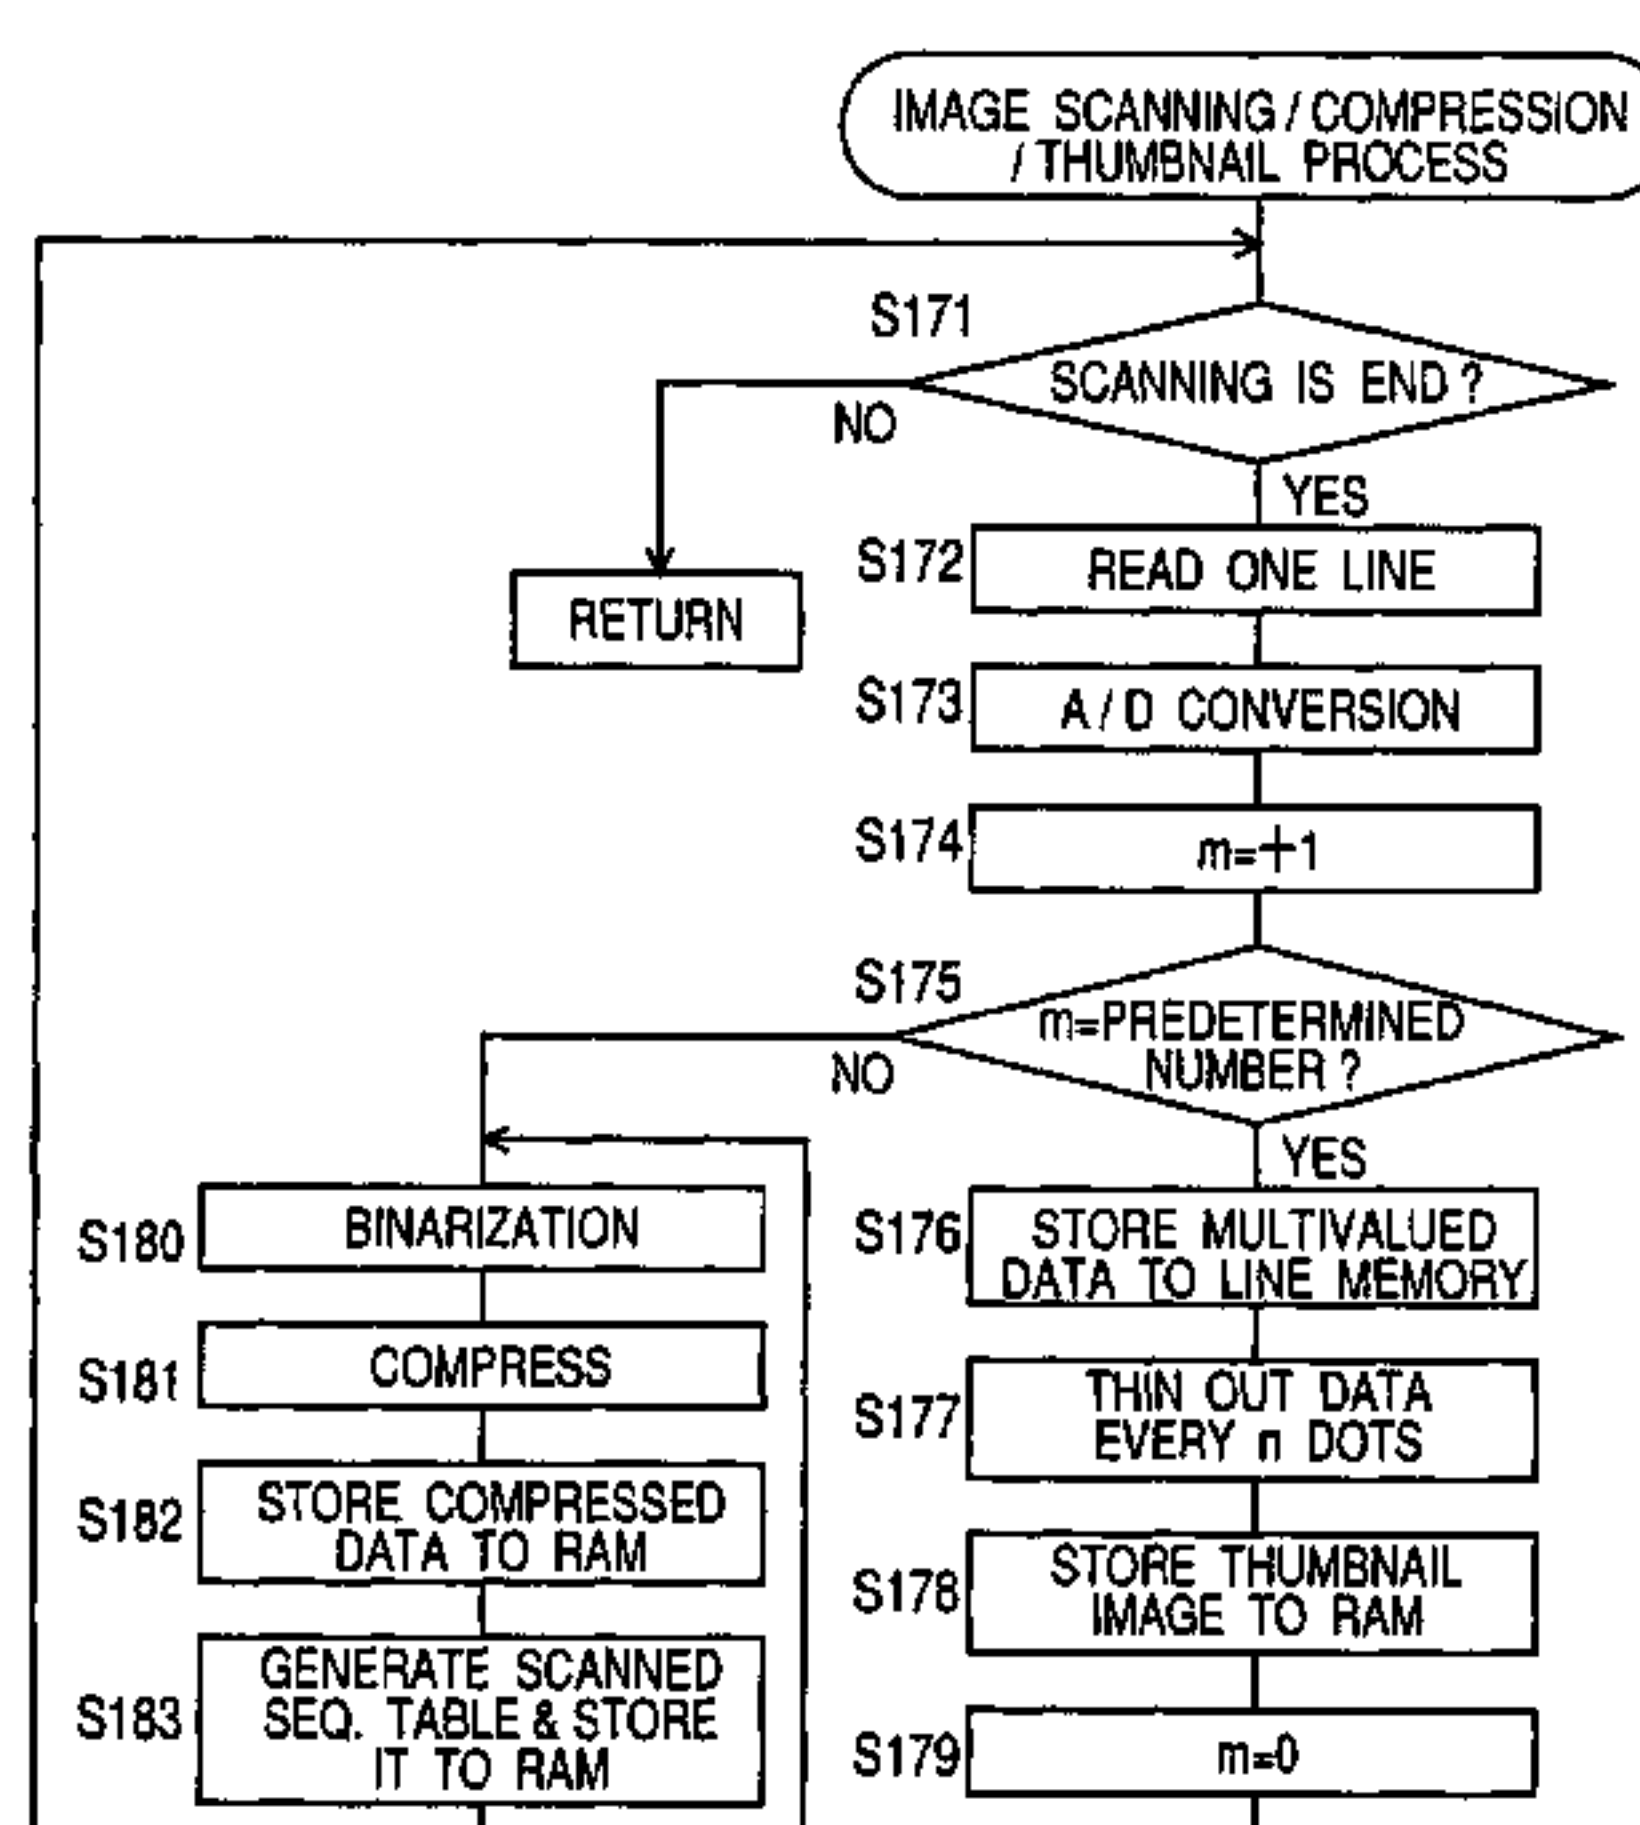 IMAGE SCANNING / COMPRESSION
/ THUMBNAIL PROCESS
S171
SCANNING IS END ?
NO
YES
S172
READ ONE LINE
RETURN
S173
A / D CONVERSION
S174
m=+1
S175
m=PREDETERMINED
NUMBER ?
NO
YES
S176
STORE MULTIVALUED
DATA TO LINE MEMORY
S177
THIN OUT DATA
EVERY n DOTS
S178
STORE THUMBNAIL
IMAGE TO RAM
S179
m=0
S180
BINARIZATION
S181
COMPRESS
S182
STORE COMPRESSED
DATA TO RAM
S183
GENERATE SCANNED
SEQ. TABLE & STORE
IT TO RAM